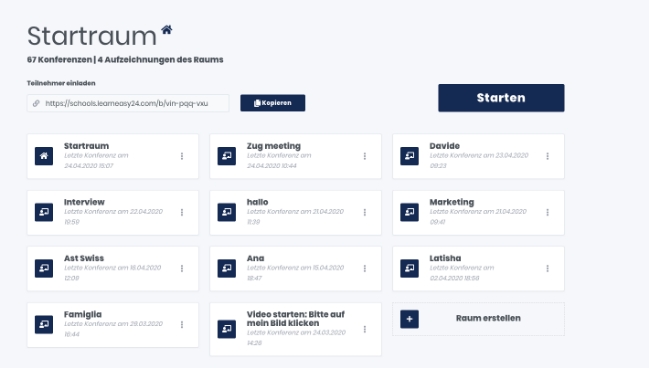 Startraum
67 Konferenzen | 4 Aufzeichnungen des Raums
Teilnehmer einladen
https://schools.learneasy24.com/b/vin-pqq-vxu
Kopieren
Starten
Startraum
Letzte Konferenz am
24.04.2020 15:07
Zug meeting
Letzte Konferenz am
24.04.2020 10:44
Davide
Letzte Konferenz am 23.04.2020
09:23
Interview
Letzte Konferenz am 22.04.2020
16:59
hallo
Letzte Konferenz am 21.04.2020
11:39
Marketing
Letzte Konferenz am 21.04.2020
09:41
Ast Swiss
Letzte Konferenz am 18.04.2020
12:09
Ana
Letzte Konferenz am 15.04.2020
18:47
Latisha
Letzte Konferenz am
03.04.2020 18:58
Famiglia
Letzte Konferenz am 28.03.2020
16:44
Video starten: Bitte auf
mein Bild klicken
Letzte Konferenz am 24.03.2020
14:29
Raum erstellen